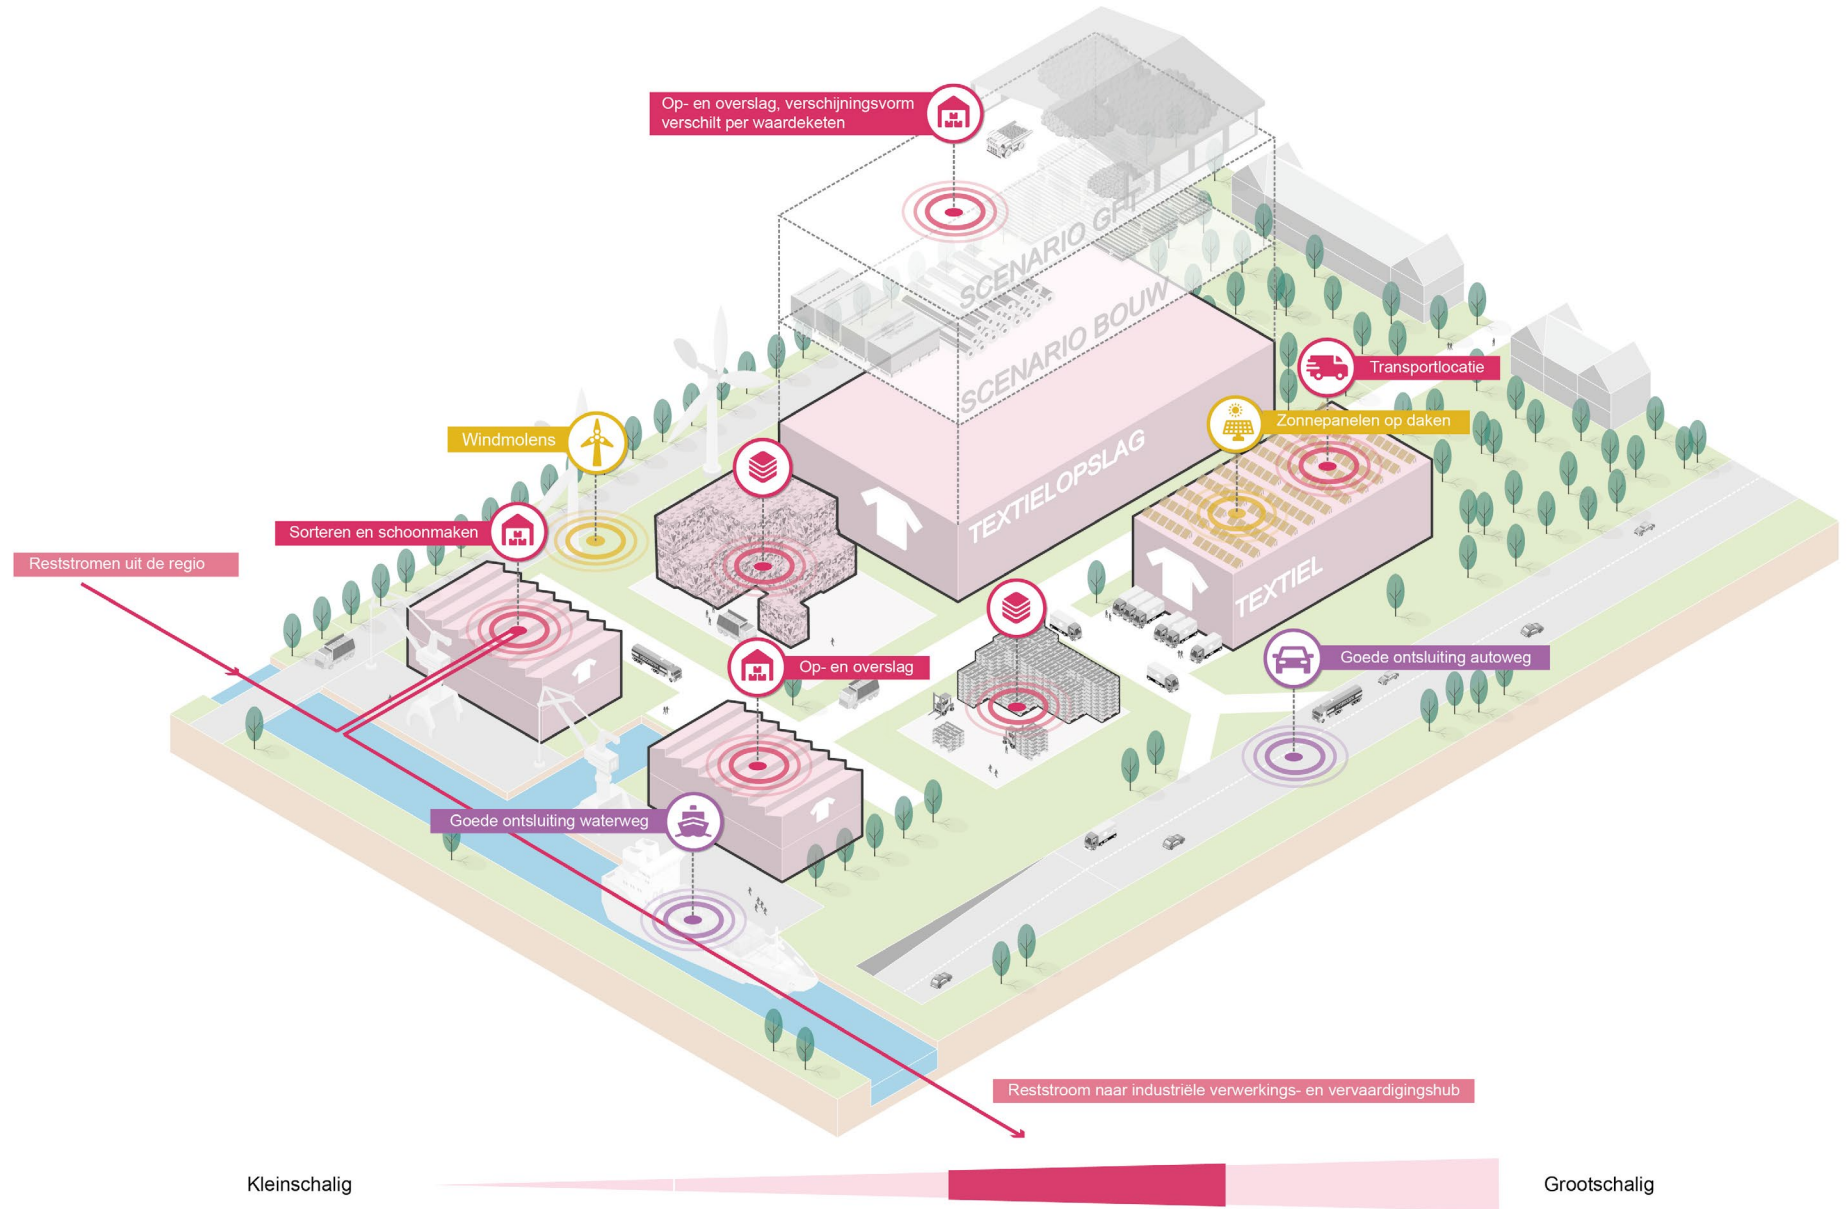 Op- en overslag, verschijningsvorm
verschilt per waardeketen
SCENARIO GFT
SCENARIO BOUW
Transportlocatie
Zonnepanelen op daken
Windmolens
TEXTIELOPSLAG
Sorteren en schoonmaken
Reststromen uit de regio
TEXTIEL
Goede ontsluiting autoweg
Op- en overslag
Goede ontsluiting waterweg
Reststroom naar industriële verwerkings- en vervaardigingshub
Kleinschalig
Grootschalig